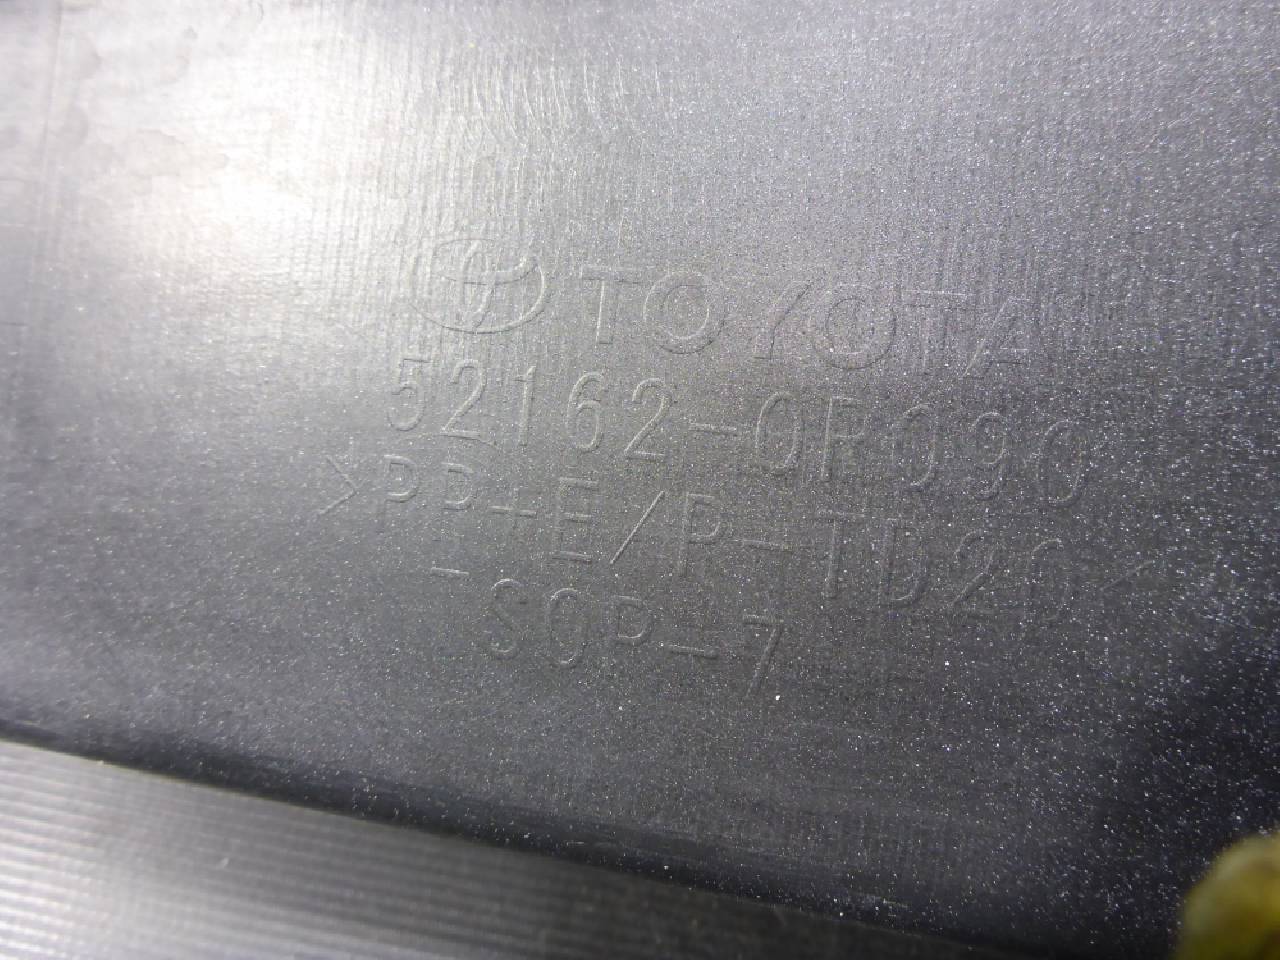 TOYOTA
52162-0R090
>PP+E/P-TD20<
-SOP-7